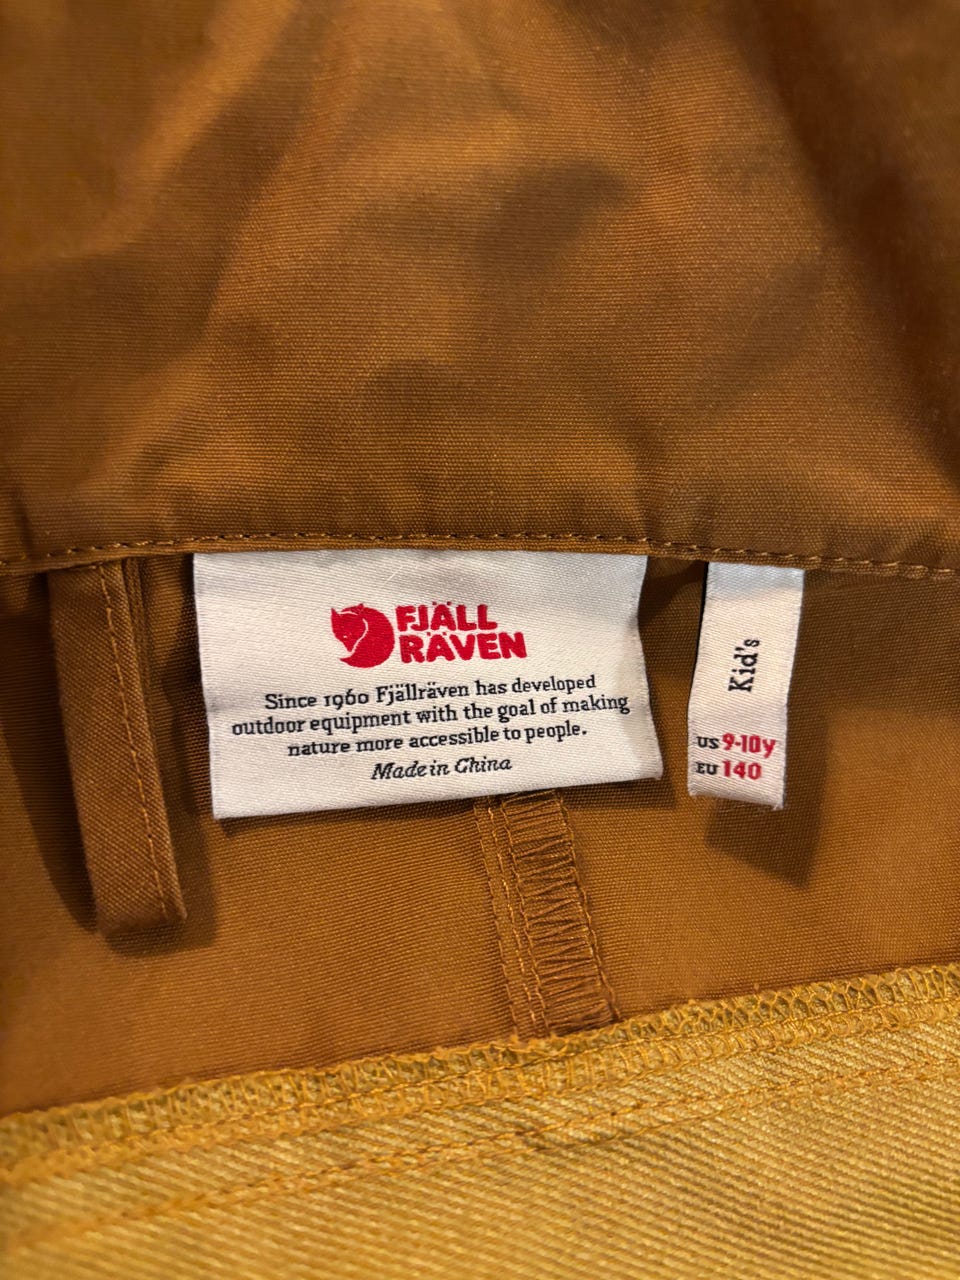 FJÄLL
RÄVEN
Since 1960 Fjällräven has developed
outdoor equipment with the goal of making
nature more accessible to people.
Made in China
Kid's
US 9-10y
EU 140